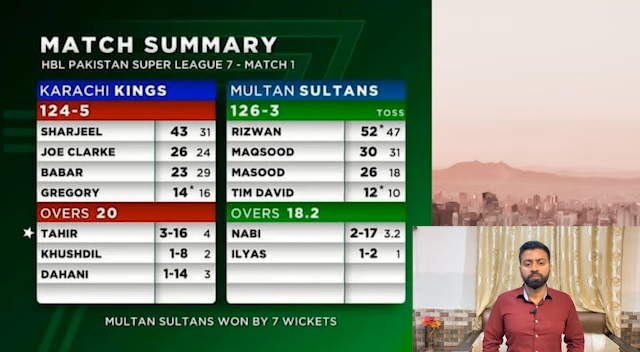 MATCH SUMMARY
HBL PAKISTAN SUPER LEAGUE 7 - MATCH 1
KARACHI KINGS
124-5
SHARJEEL 43 31
JOE CLARKE 26 24
BABAR 23 29
GREGORY 14* 16
OVERS 20
TAHIR 3-16 4
KHUSHDIL 1-8 2
DAHANI 1-14 3
MULTAN SULTANS
126-3 TOSS
RIZWAN 52* 47
MAQSOOD 30 31
MASOOD 26 18
TIM DAVID 12* 10
OVERS 18.2
NABI 2-17 3.2
ILYAS 1-2 1
MULTAN SULTANS WON BY 7 WICKETS